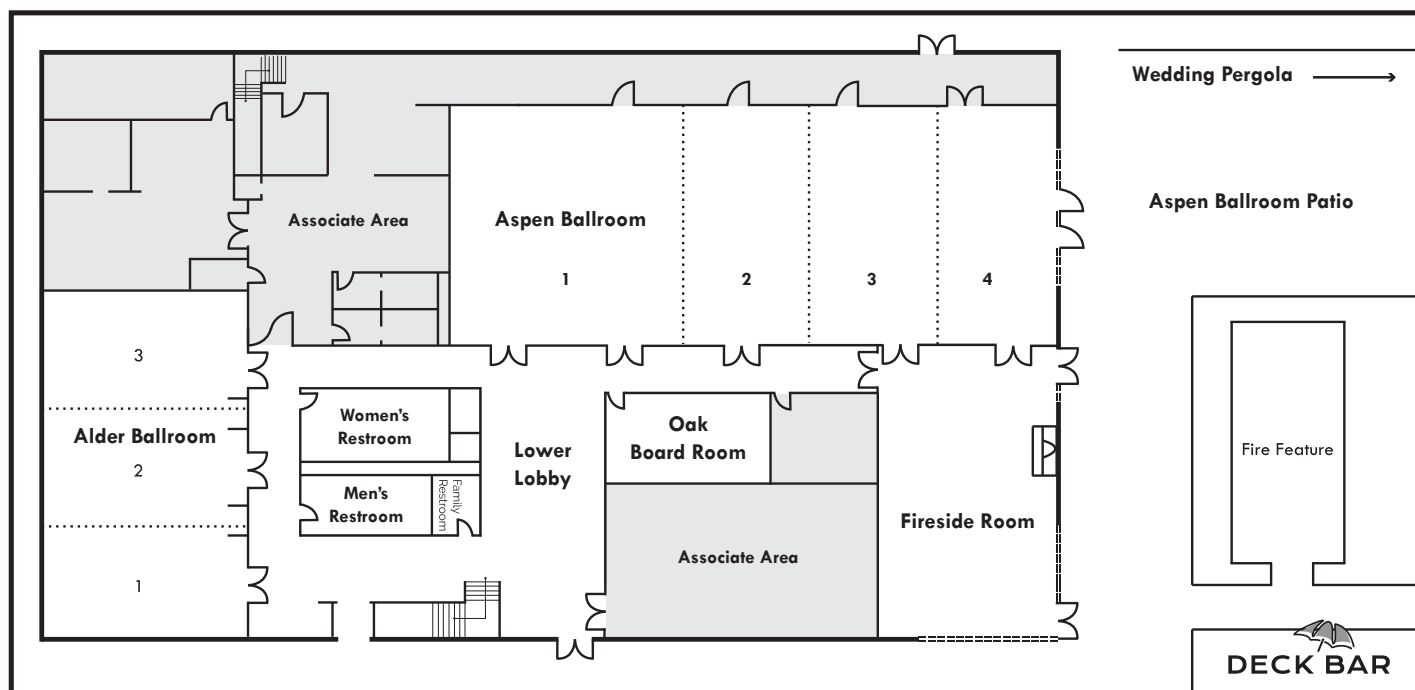 Wedding Pergola
Associate Area
Aspen Ballroom
Aspen Ballroom Patio
1
2
3
4
3
Women's
Restroom
Alder Ballroom
2
Men's
Restroom
Family
Restroom
Lower
Lobby
Oak
Board Room
Fire Feature
Fireside Room
Associate Area
1
DECK BAR